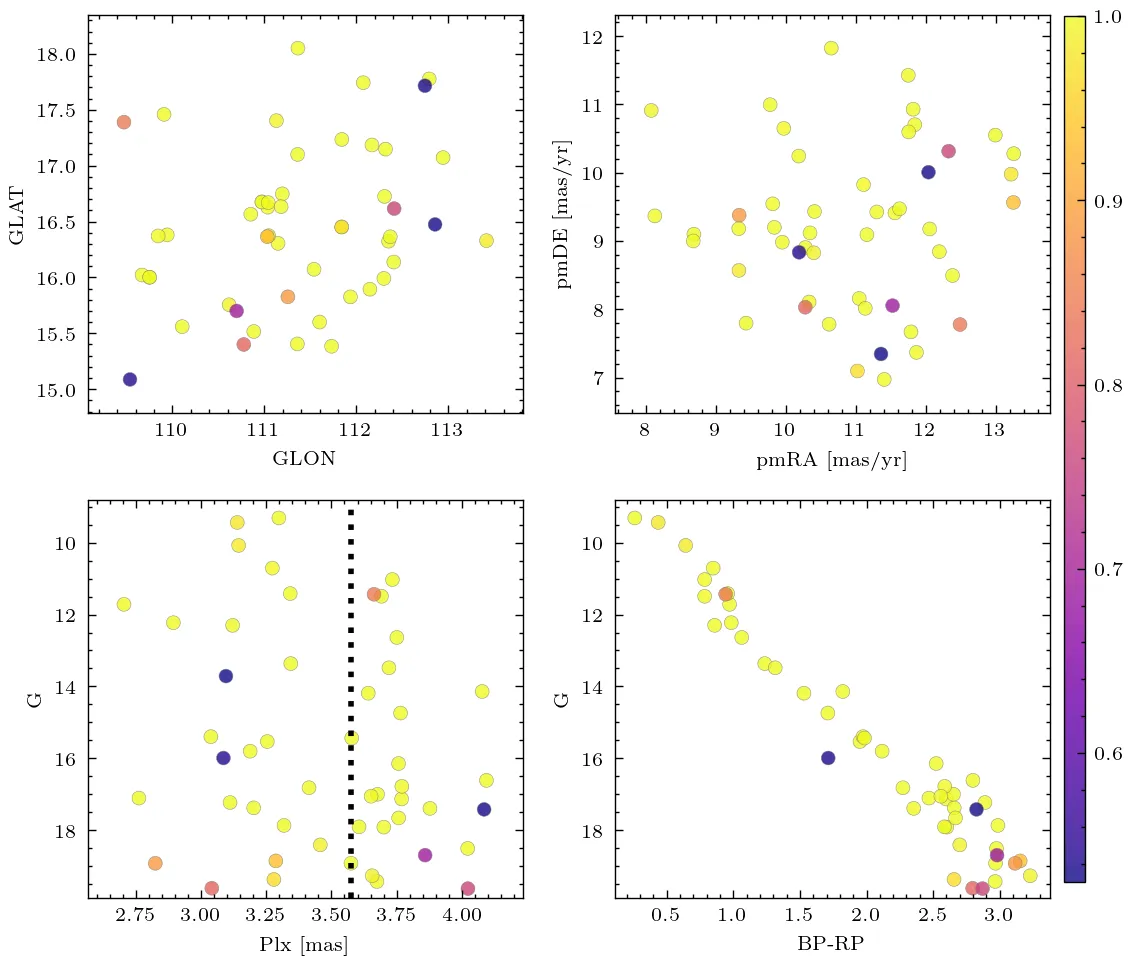 18.0
17.5
17.0
16.5
16.0
15.5
15.0
GLAT
110 111 112 113
GLON
12
11
10
9
8
7
pmDE [mas/yr]
8 9 10 11 12 13
pmRA [mas/yr]
1.0
0.9
0.8
0.7
0.6
10
12
14
16
18
G
2.75 3.00 3.25 3.50 3.75 4.00
Plx [mas]
10
12
14
16
18
G
0.5 1.0 1.5 2.0 2.5 3.0
BP-RP